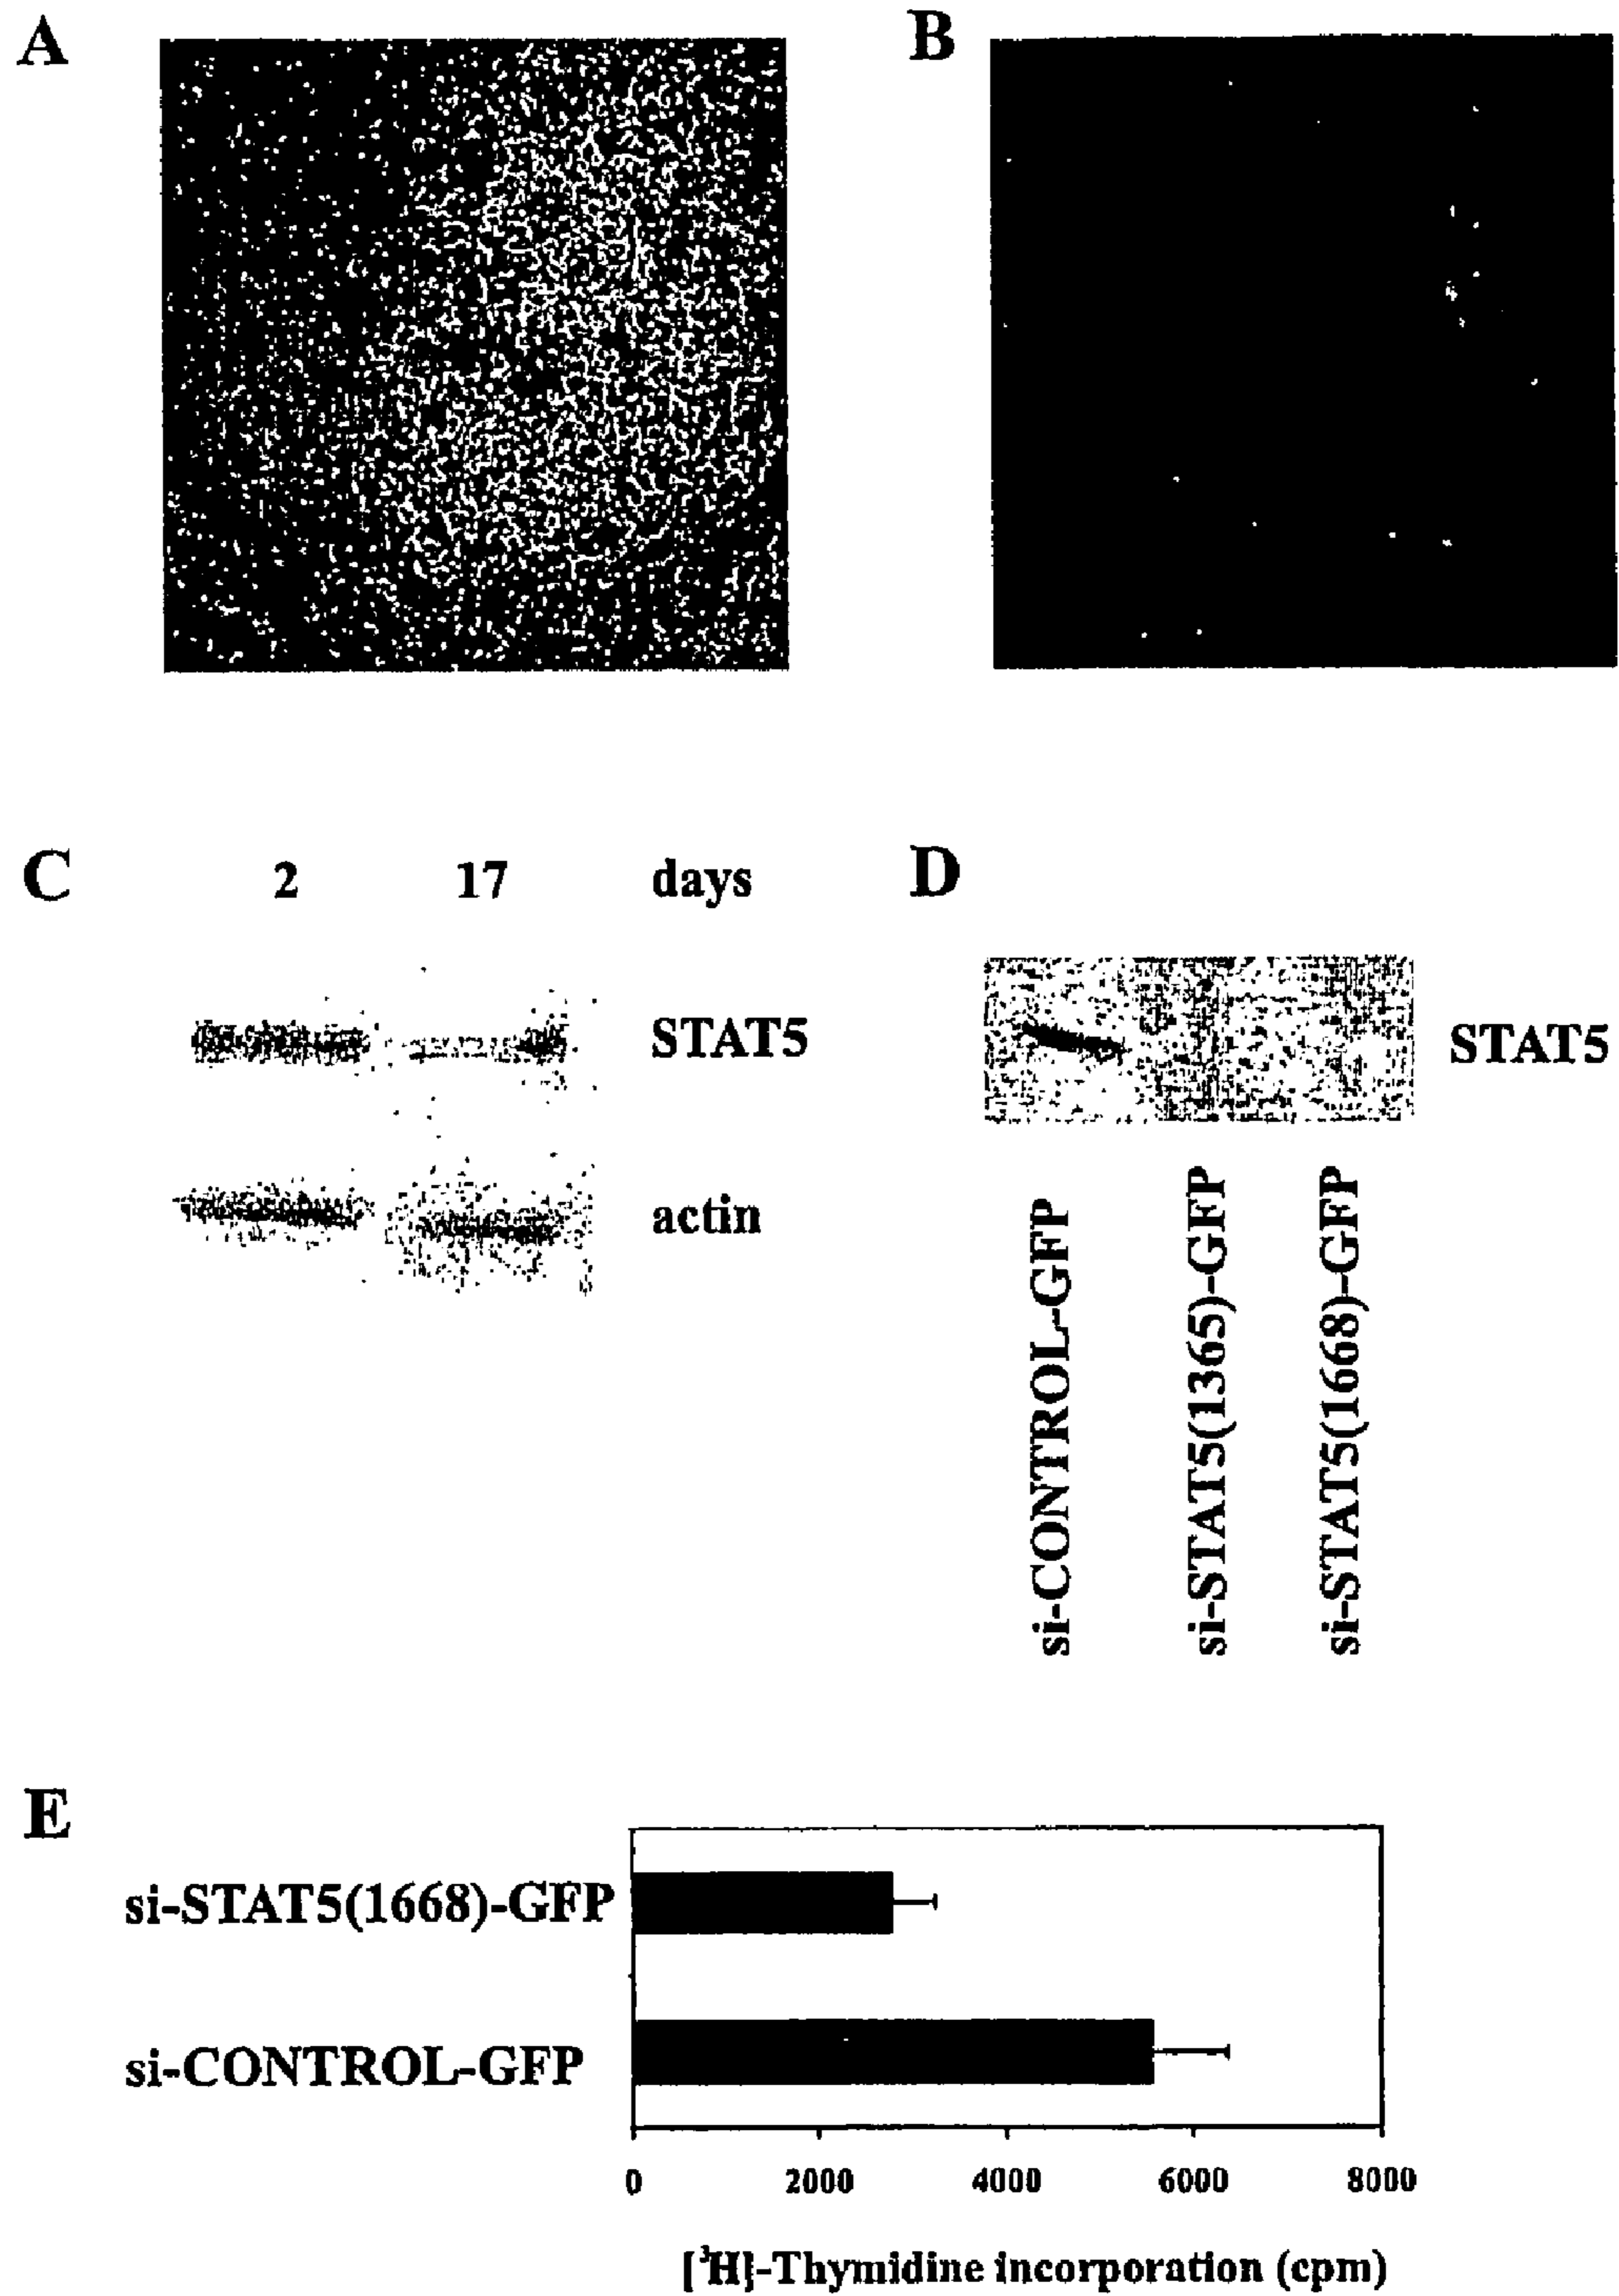 A
B
C
2 17 days
STAT5
actin
D
STAT5
si-CONTROL-GFP
si-STAT5(1365)-GFP
si-STAT5(1668)-GFP
E
si-STAT5(1668)-GFP
si-CONTROL-GFP
0 2000 4000 6000 8000
[³H]-Thymidine incorporation (cpm)